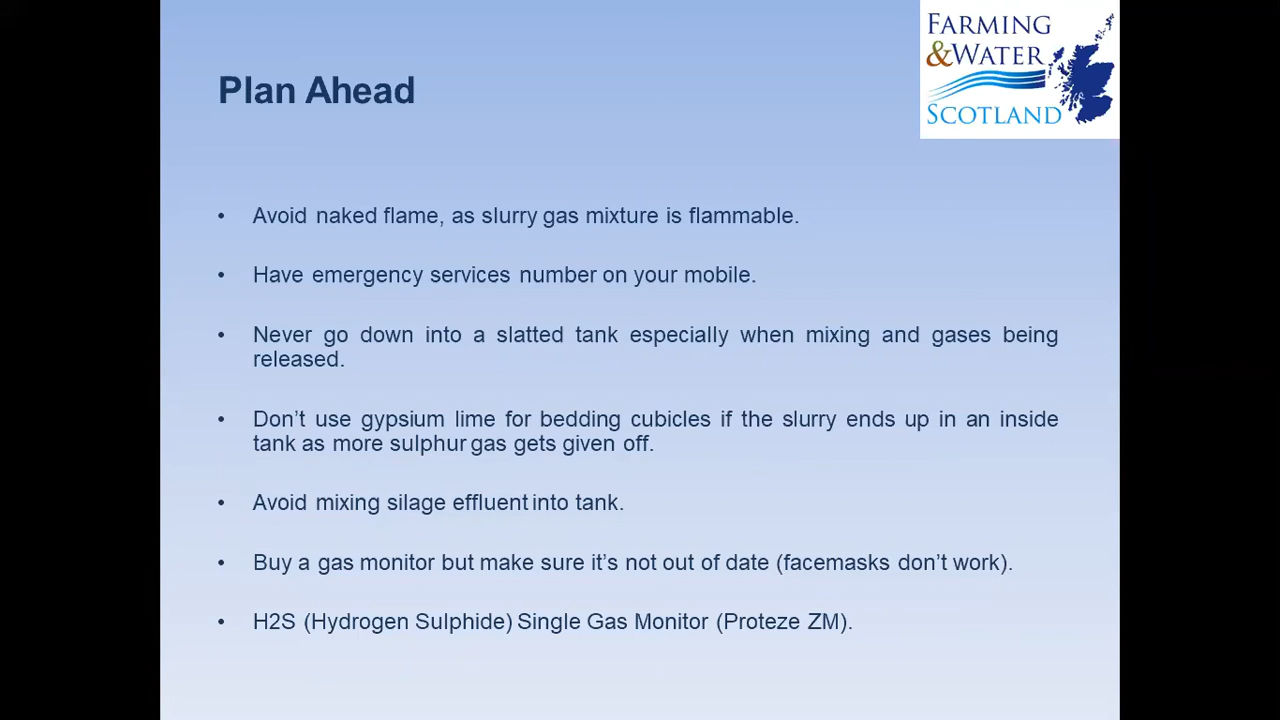 FARMING
&WATER
SCOTLAND
Plan Ahead
• Avoid naked flame, as slurry gas mixture is flammable.
• Have emergency services number on your mobile.
• Never go down into a slatted tank especially when mixing and gases being
released.
• Don’t use gypsium lime for bedding cubicles if the slurry ends up in an inside
tank as more sulphur gas gets given off.
• Avoid mixing silage effluent into tank.
• Buy a gas monitor but make sure it’s not out of date (facemasks don’t work).
• H2S (Hydrogen Sulphide) Single Gas Monitor (Proteze ZM).